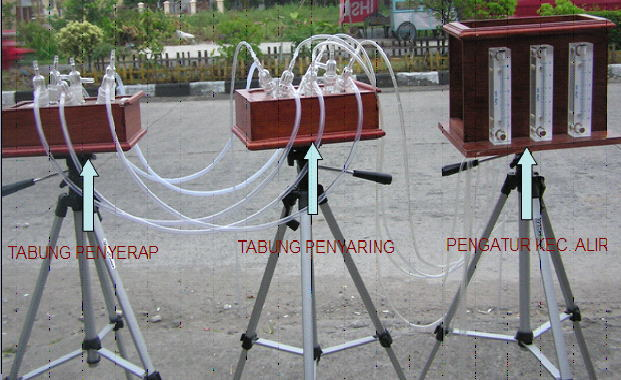 TABUNG PENYERAP
TABUNG PENYARING
PENGATUR KEC. ALIR